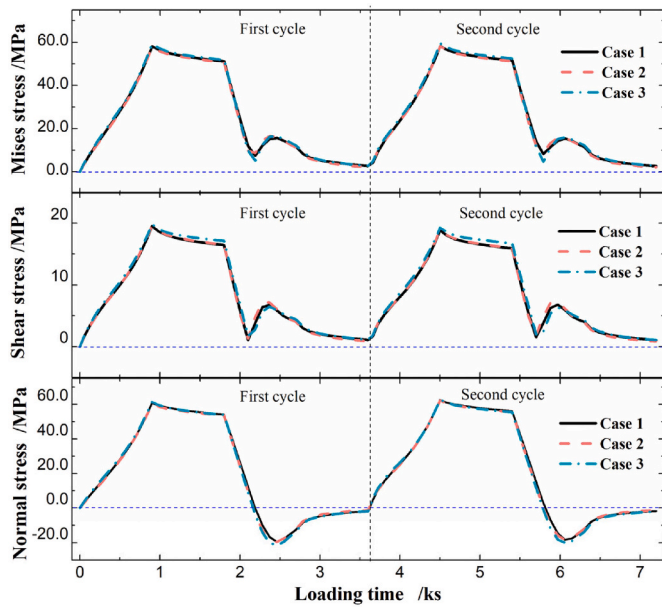 First cycle
Second cycle
60.0
40.0
20.0
0.0
Mises stress /MPa
Case 1
Case 2
Case 3
First cycle
Second cycle
20
10
0
Shear stress /MPa
Case 1
Case 2
Case 3
First cycle
Second cycle
60.0
40.0
20.0
0.0
-20.0
Normal stress /MPa
Case 1
Case 2
Case 3
0 1 2 3 4 5 6 7
Loading time /ks